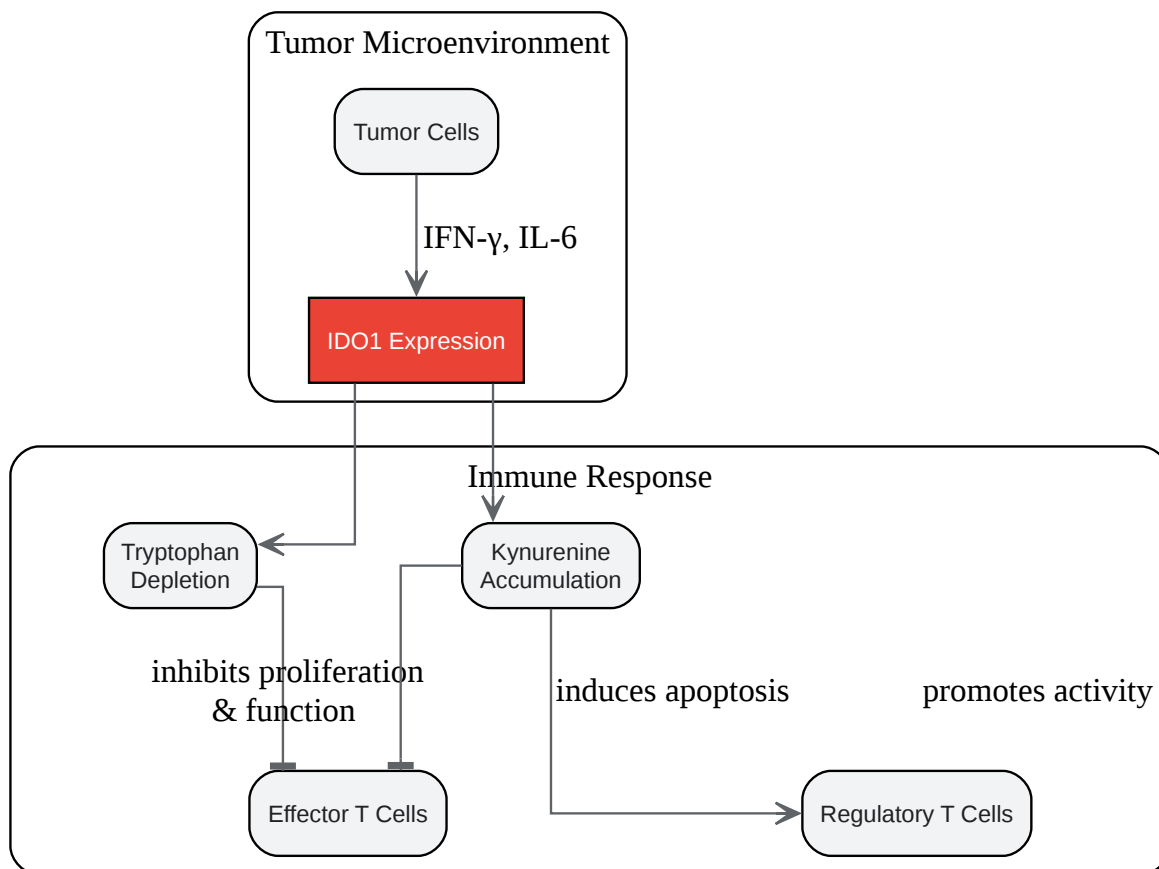 Tumor Microenvironment
Tumor Cells
IFN-γ, IL-6
IDO1 Expression
Immune Response
Tryptophan
Depletion
Kynurenine
Accumulation
inhibits proliferation
& function
induces apoptosis
promotes activity
Effector T Cells
Regulatory T Cells